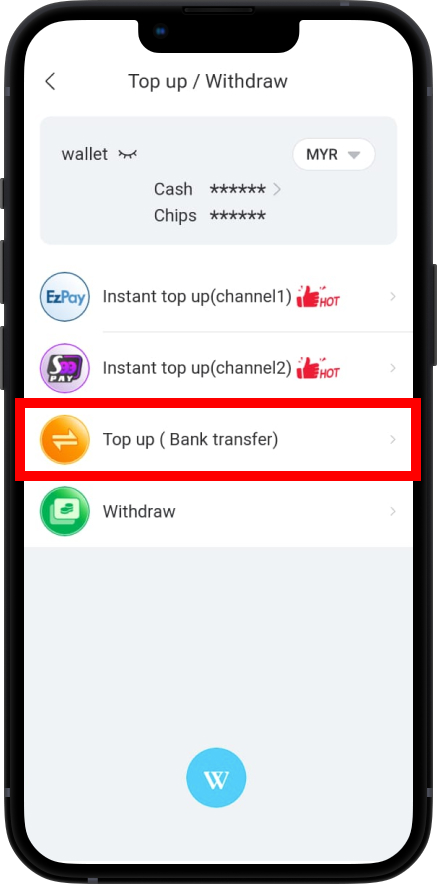 Top up / Withdraw
wallet
MYR
Cash ******
Chips ******
EzPay
Instant top up(channel1) HOT
S
PAY
Instant top up(channel2) HOT
Top up ( Bank transfer)
Withdraw
W